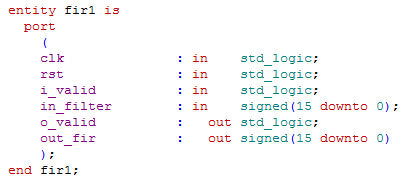 entity fir1 is
port
(
clk : in std_logic;
rst : in std_logic;
i_valid : in std_logic;
in_filter : in signed(15 downto 0);
o_valid : out std_logic;
out_fir : out signed(15 downto 0)
);
end fir1;